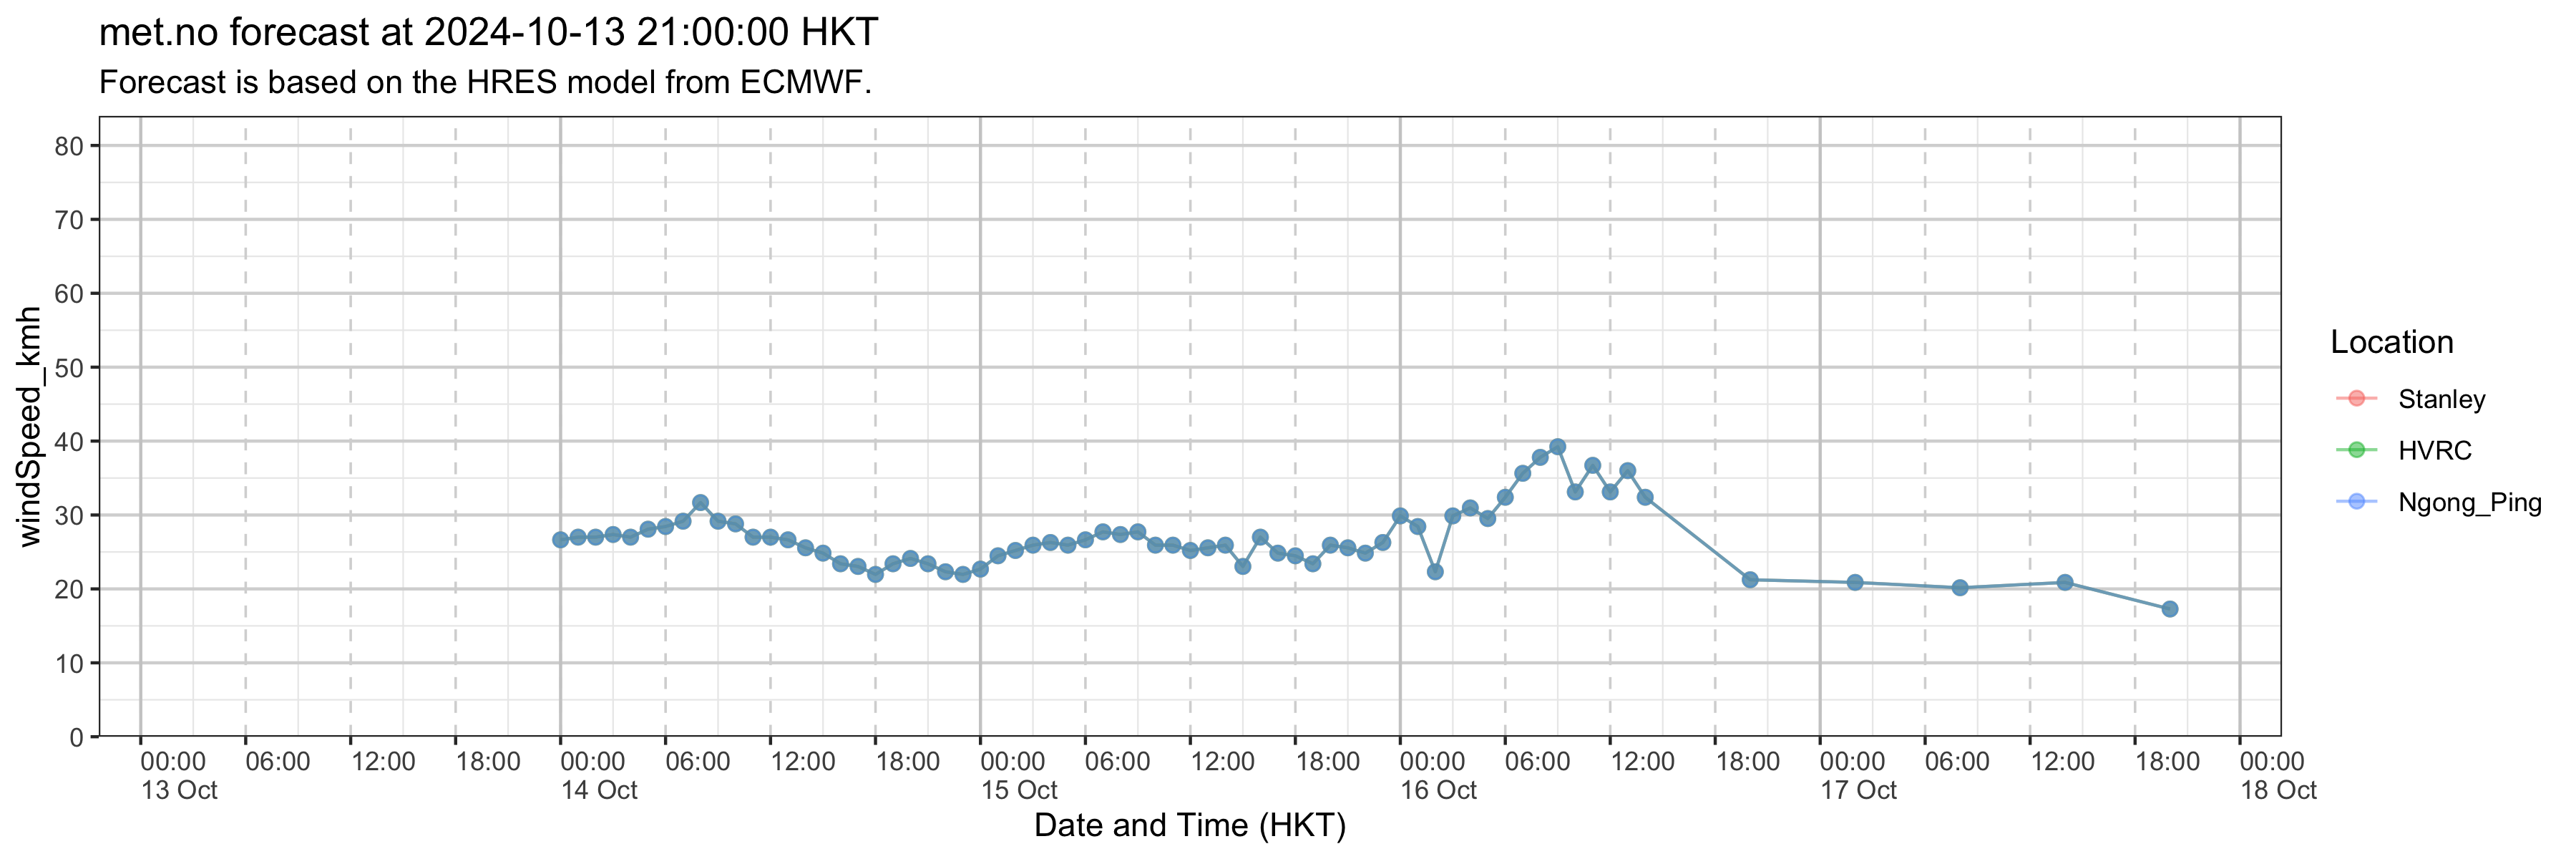 met.no forecast at 2024-10-13 21:00:00 HKT
Forecast is based on the HRES model from ECMWF.
windSpeed_kmh
80
70
60
50
40
30
20
10
0
00:00 06:00 12:00 18:00 00:00 06:00 12:00 18:00 00:00 06:00 12:00 18:00 00:00 06:00 12:00 18:00 00:00 06:00 12:00 18:00 00:00
13 Oct 14 Oct 15 Oct 16 Oct 17 Oct 18 Oct
Date and Time (HKT)
Location
Stanley
HVRC
Ngong_Ping